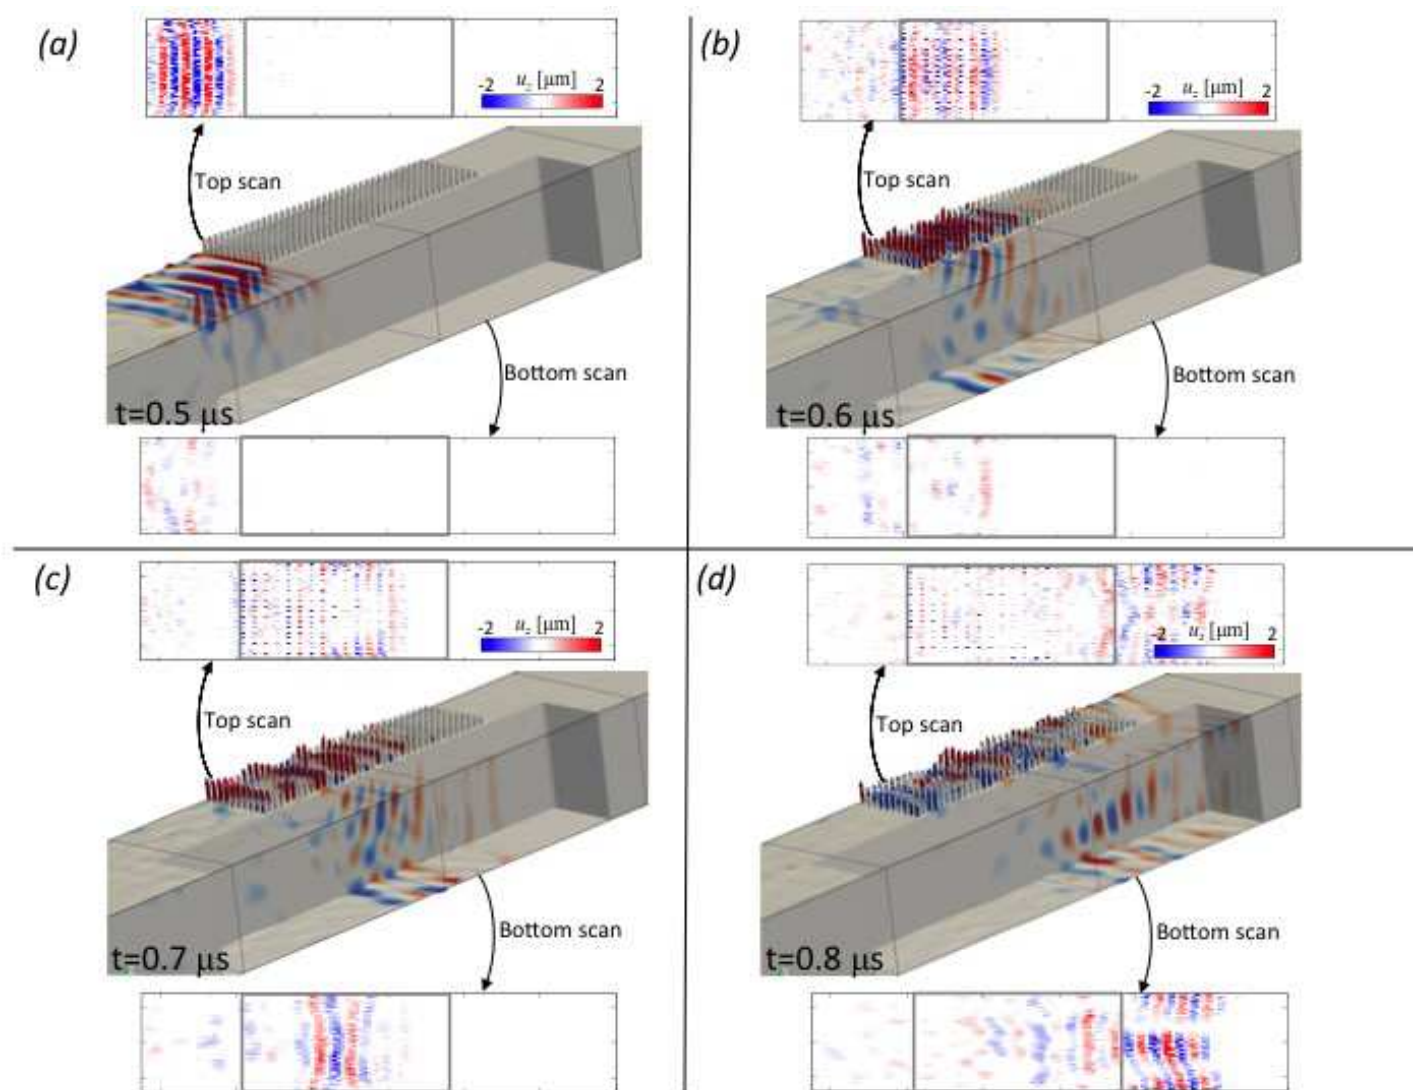 (a)
-2 u_z [μm] 2
Top scan
Bottom scan
t=0.5 μs
(b)
-2 u_z [μm] 2
Top scan
Bottom scan
t=0.6 μs
(c)
-2 u_z [μm] 2
Top scan
Bottom scan
t=0.7 μs
(d)
-2 u_z [μm] 2
Top scan
Bottom scan
t=0.8 μs